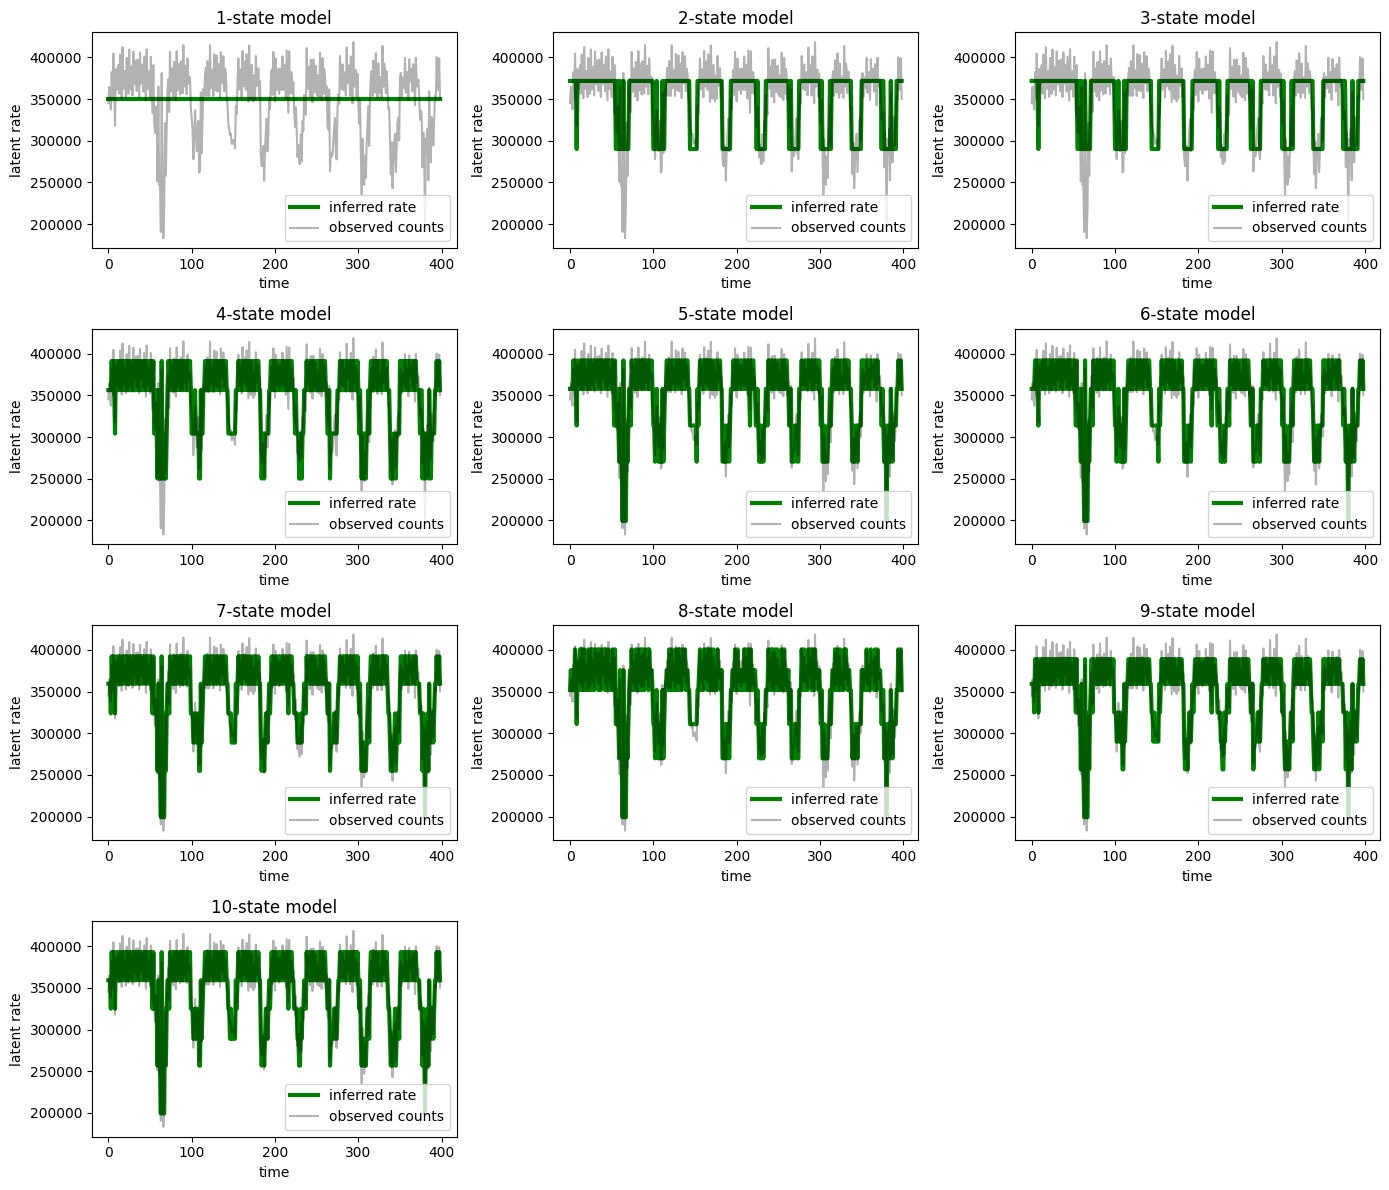 1-state model
2-state model
3-state model
400000
350000
300000
250000
200000
latent rate
inferred rate
observed counts
0 100 200 300 400
time
400000
350000
300000
250000
200000
latent rate
inferred rate
observed counts
0 100 200 300 400
time
400000
350000
300000
250000
200000
latent rate
inferred rate
observed counts
0 100 200 300 400
time
4-state model
5-state model
6-state model
400000
350000
300000
250000
200000
latent rate
inferred rate
observed counts
0 100 200 300 400
time
400000
350000
300000
250000
200000
latent rate
inferred rate
observed counts
0 100 200 300 400
time
400000
350000
300000
250000
200000
latent rate
inferred rate
observed counts
0 100 200 300 400
time
7-state model
8-state model
9-state model
400000
350000
300000
250000
200000
latent rate
inferred rate
observed counts
0 100 200 300 400
time
400000
350000
300000
250000
200000
latent rate
inferred rate
observed counts
0 100 200 300 400
time
400000
350000
300000
250000
200000
latent rate
inferred rate
observed counts
0 100 200 300 400
time
10-state model
400000
350000
300000
250000
200000
latent rate
inferred rate
observed counts
0 100 200 300 400
time